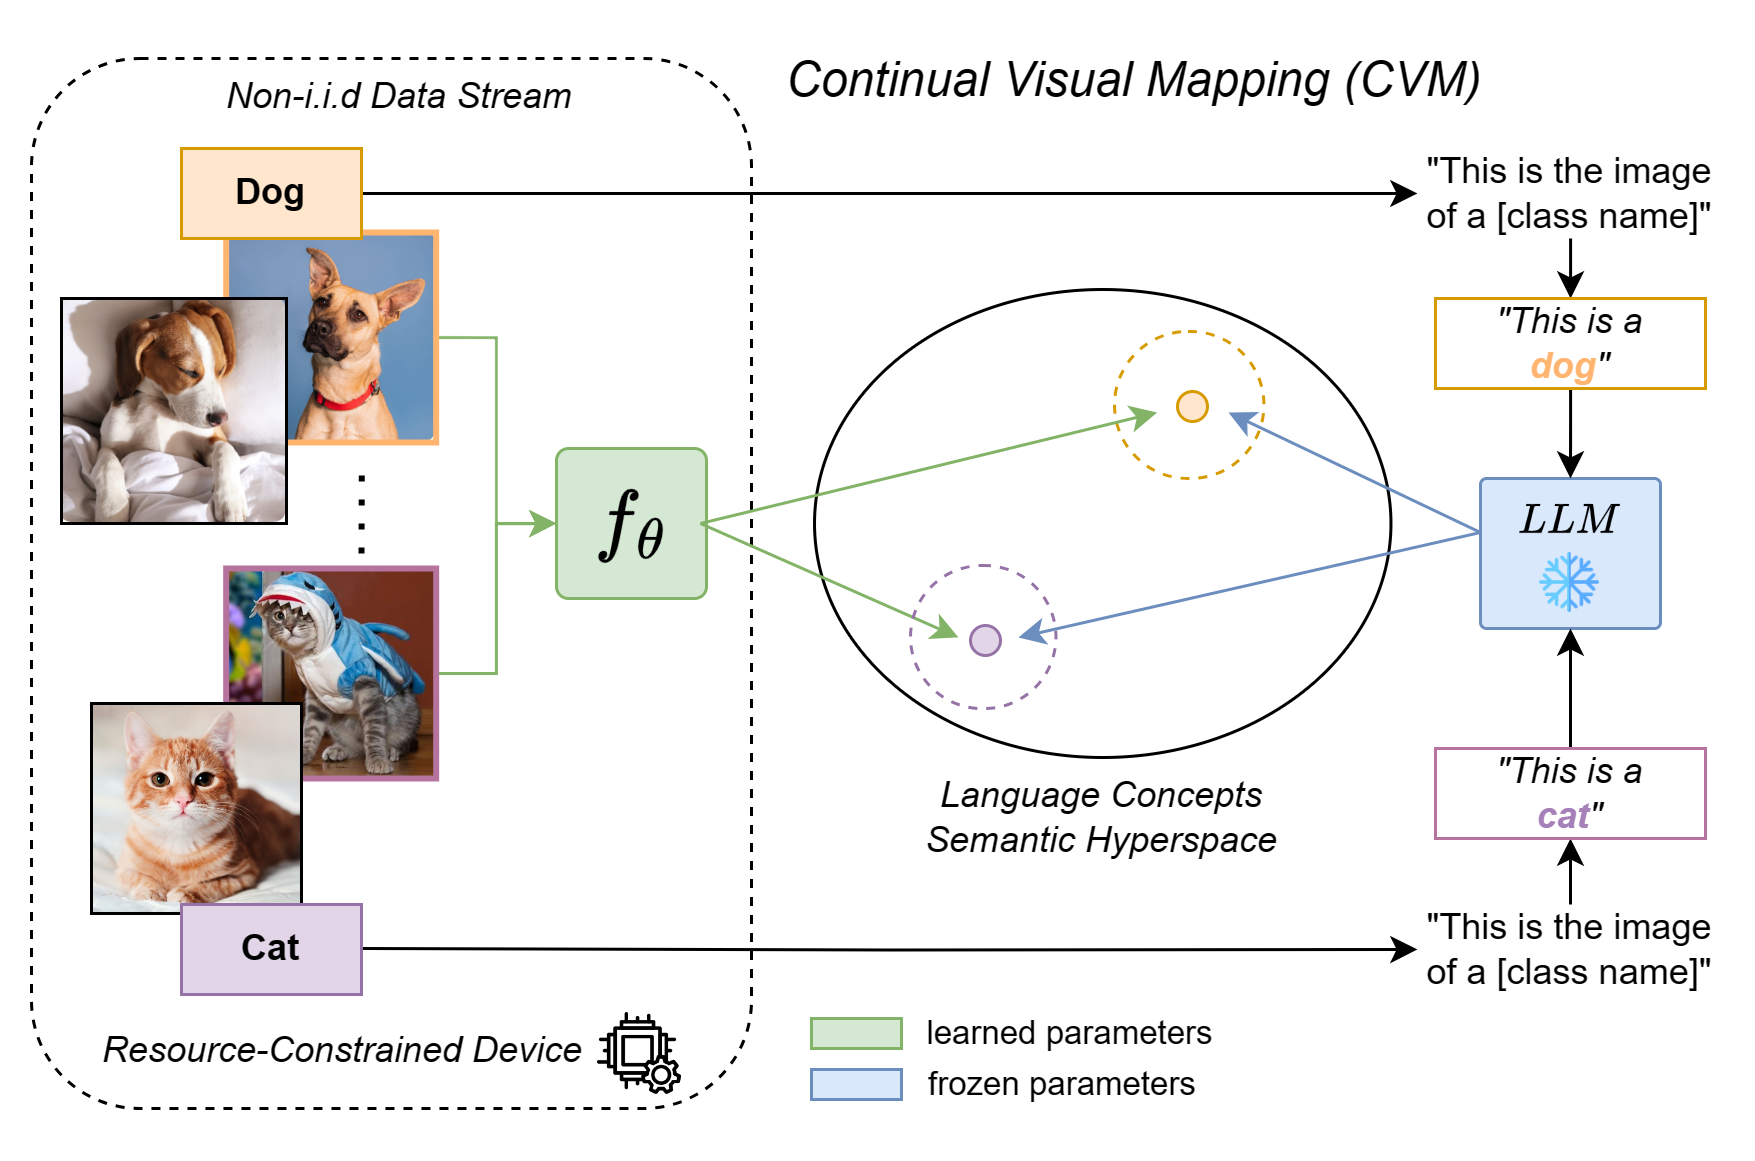 Continual Visual Mapping (CVM)
Non-i.i.d Data Stream
Dog
"This is the image
of a [class name]"
"This is a
dog"
f_θ
LLM
Language Concepts
Semantic Hyperspace
"This is a
cat"
Cat
"This is the image
of a [class name]"
Resource-Constrained Device
learned parameters
frozen parameters